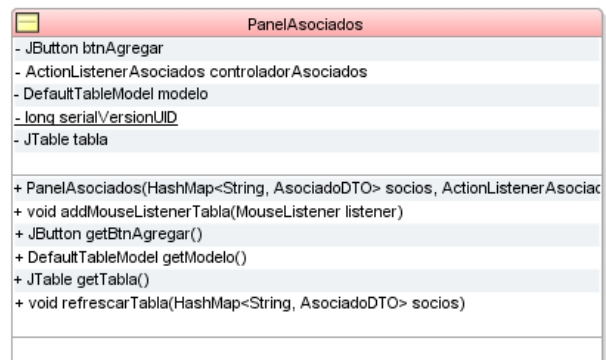 PanelAsociados
- JButton btnAgregar
- ActionListenerAsociados controladorAsociados
- DefaultTableModel modelo
- long serialVersionUID
- JTable tabla
+ PanelAsociados(HashMap<String, AsociadoDTO> socios, ActionListenerAsociac
+ void addMouseListenerTabla(MouseListener listener)
+ JButton getBtnAgregar()
+ DefaultTableModel getModelo()
+ JTable getTabla()
+ void refrescarTabla(HashMap<String, AsociadoDTO> socios)